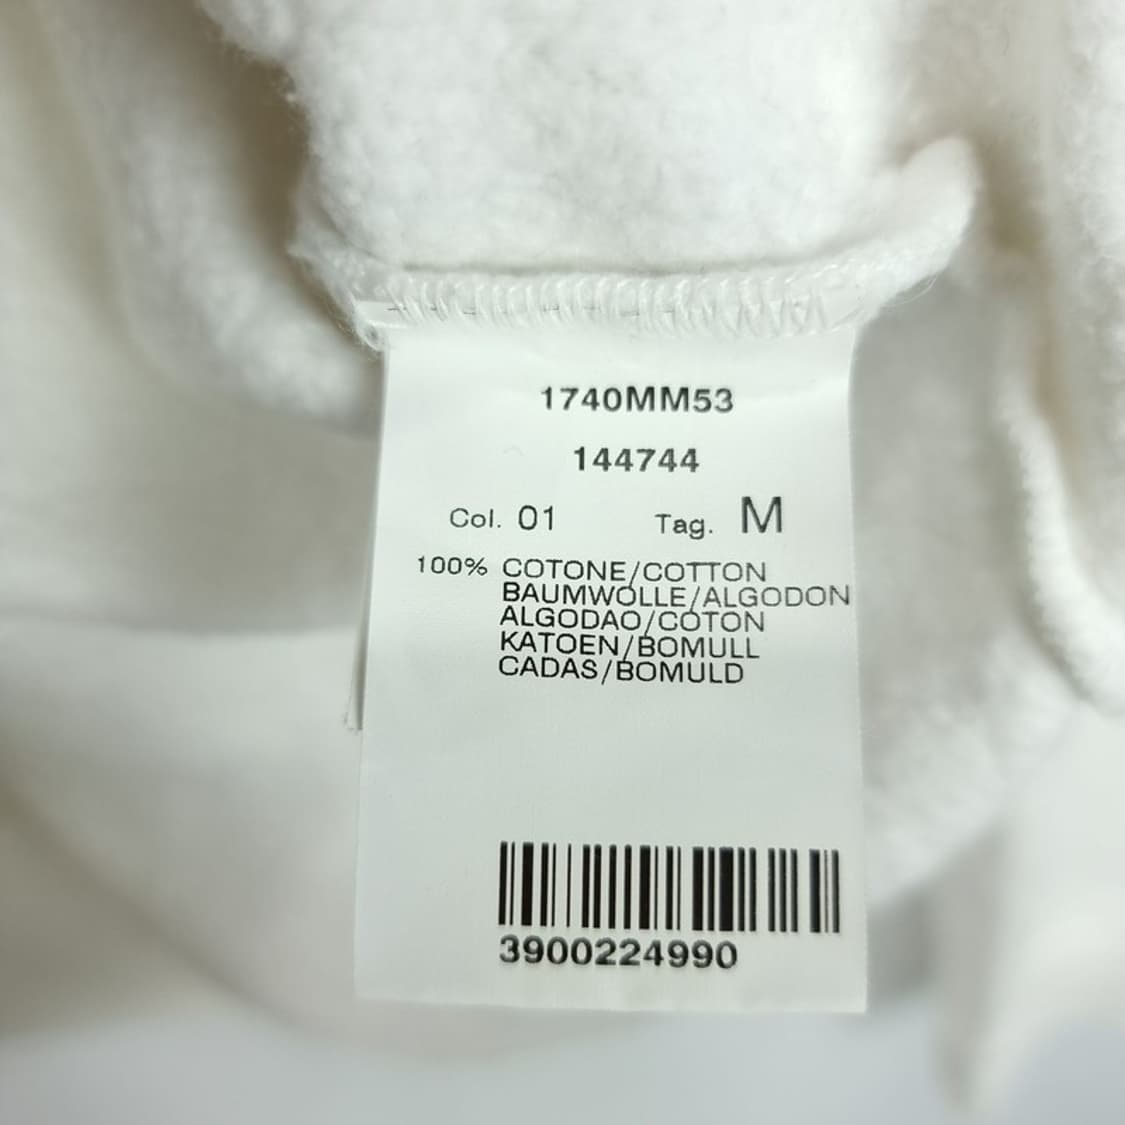 1740MM53
144744
Col. 01 Tag. M
100% COTONE/COTTON
BAUMWOLLE/ALGODON
ALGODAO/COTON
KATOEN/BOMULL
CADAS/BOMULD
3900224990